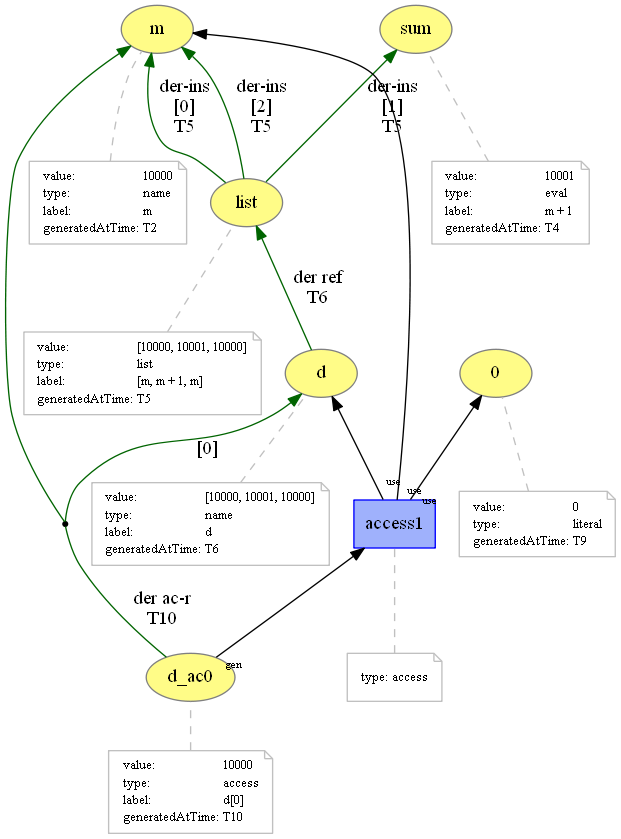 m
sum
der-ins
[0]
T5
der-ins
[2]
T5
der-ins
[1]
T5
value: 10000
type: name
label: m
generatedAtTime: T2
list
value: 10001
type: eval
label: m + 1
generatedAtTime: T4
der ref
T6
value: [10000, 10001, 10000]
type: list
label: [m, m + 1, m]
generatedAtTime: T5
d
0
[0]
use
use
use
value: [10000, 10001, 10000]
type: name
label: d
generatedAtTime: T6
access1
value: 0
type: literal
generatedAtTime: T9
der ac-r
T10
gen
d_ac0
type: access
value: 10000
type: access
label: d[0]
generatedAtTime: T10